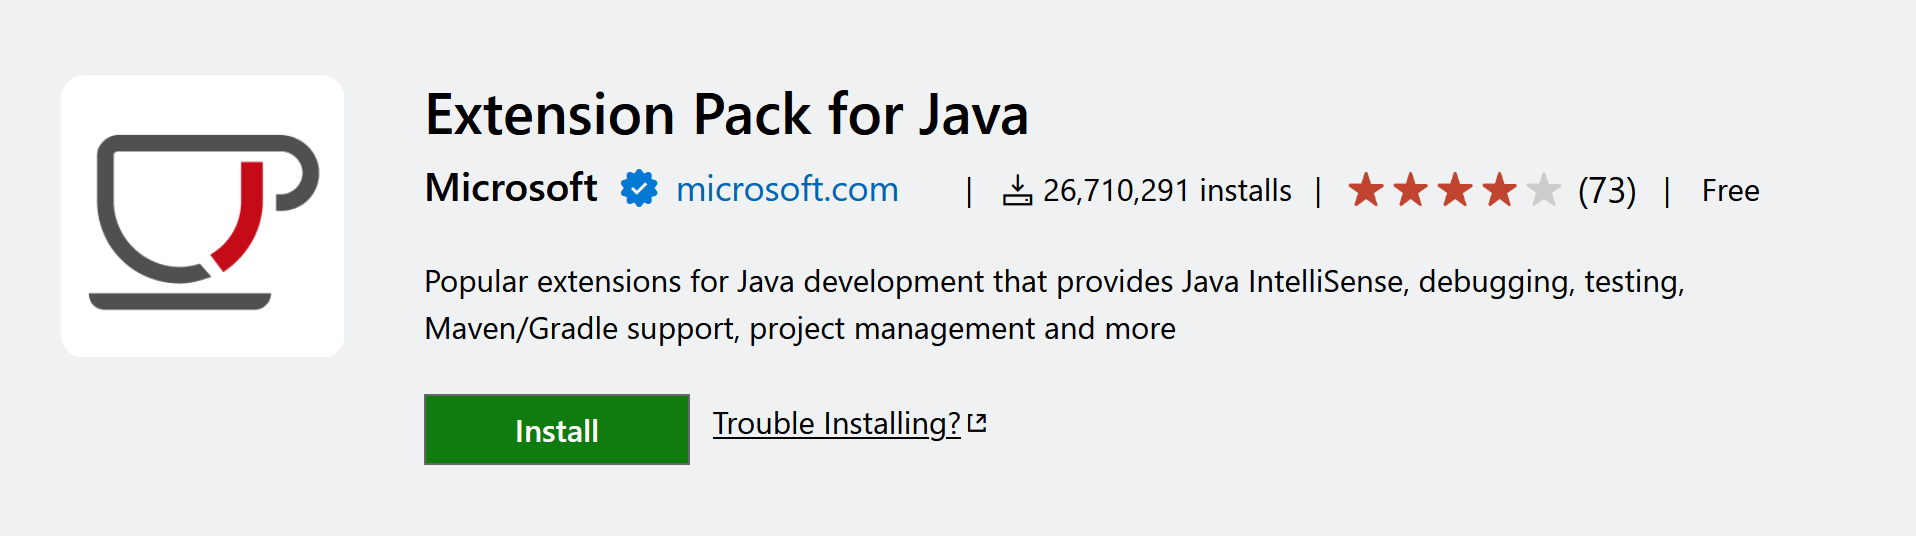 Extension Pack for Java
Microsoft microsoft.com | 26,710,291 installs | (73) | Free
Popular extensions for Java development that provides Java IntelliSense, debugging, testing,
Maven/Gradle support, project management and more
Install Trouble Installing?